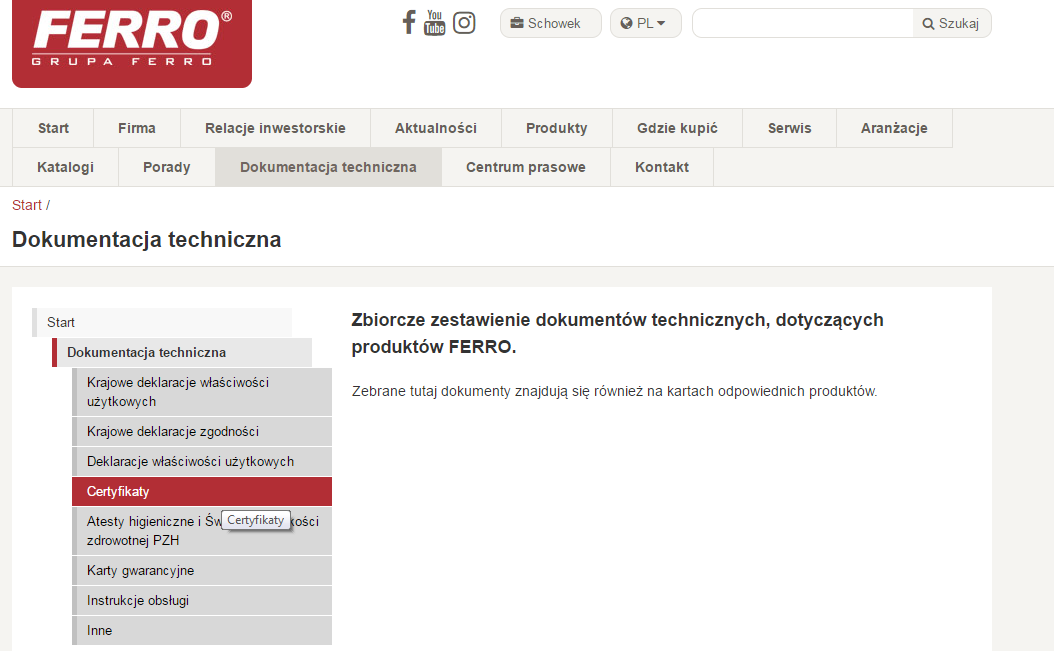 FERRO®
GRUPA FERRO
You
Tube
Schowek
PL
Szukaj
Start
Firma
Relacje inwestorskie
Aktualności
Produkty
Gdzie kupić
Serwis
Aranżacje
Katalogi
Porady
Dokumentacja techniczna
Centrum prasowe
Kontakt
Start /
Dokumentacja techniczna
Start
Dokumentacja techniczna
Krajowe deklaracje właściwości
użytkowych
Krajowe deklaracje zgodności
Deklaracje właściwości użytkowych
Certyfikaty
Atesty higieniczne i
Certyfikaty
zdrowotnej PZH
Karty gwarancyjne
Instrukcje obsługi
Inne
Zbiorcze zestawienie dokumentów technicznych, dotyczących
produktów FERRO.
Zebrane tutaj dokumenty znajdują się również na kartach odpowiednich produktów.